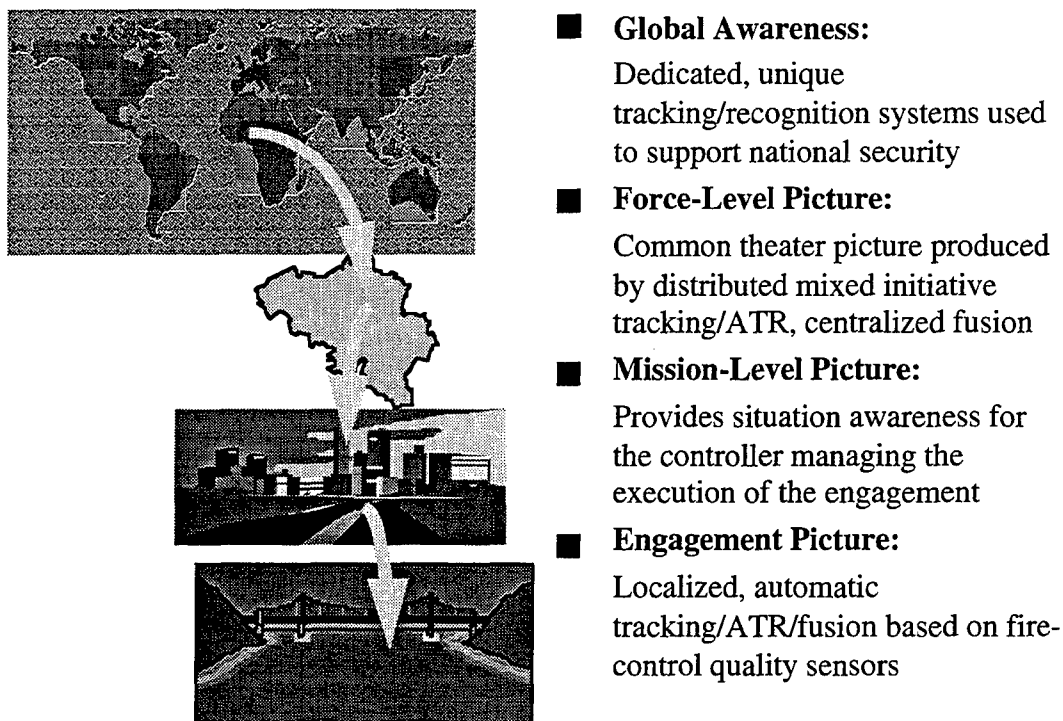 Global Awareness:
Dedicated, unique
tracking/recognition systems used
to support national security
Force-Level Picture:
Common theater picture produced
by distributed mixed initiative
tracking/ATR, centralized fusion
Mission-Level Picture:
Provides situation awareness for
the controller managing the
execution of the engagement
Engagement Picture:
Localized, automatic
tracking/ATR/fusion based on fire-
control quality sensors